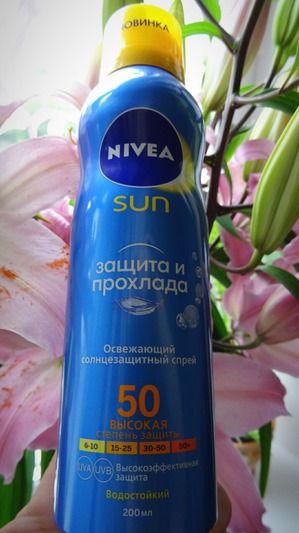 НОВИНКА
NIVEA
SUN
защита и
прохлада
Освежающий
солнцезащитный спрей
50
ВЫСОКАЯ
степень защиты
6-10 15-25 30-50 50+
UVA UVB Высокоэффективная
защита
Водостойкий
200мл